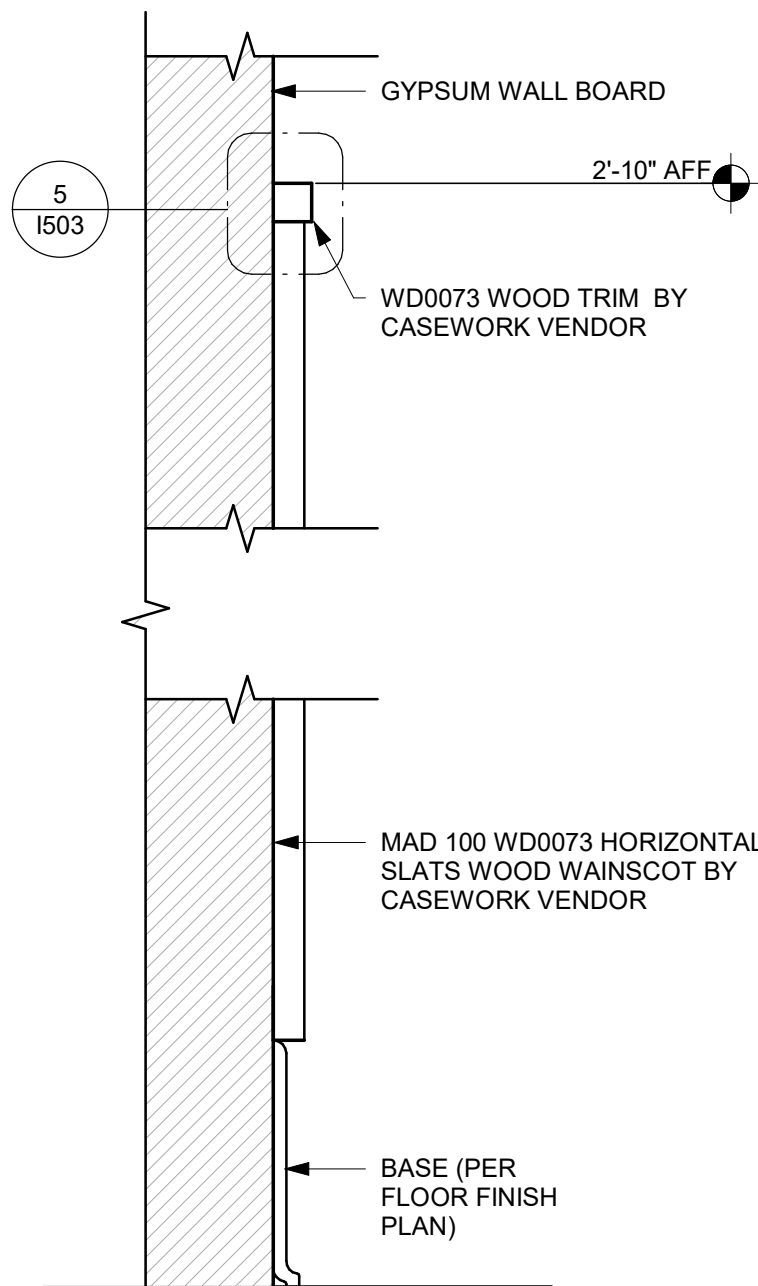 GYPSUM WALL BOARD
2'-10" AFF
5
I503
WD0073 WOOD TRIM BY
CASEWORK VENDOR
MAD 100 WD0073 HORIZONTAL
SLATS WOOD WAINSCOT BY
CASEWORK VENDOR
BASE (PER
FLOOR FINISH
PLAN)